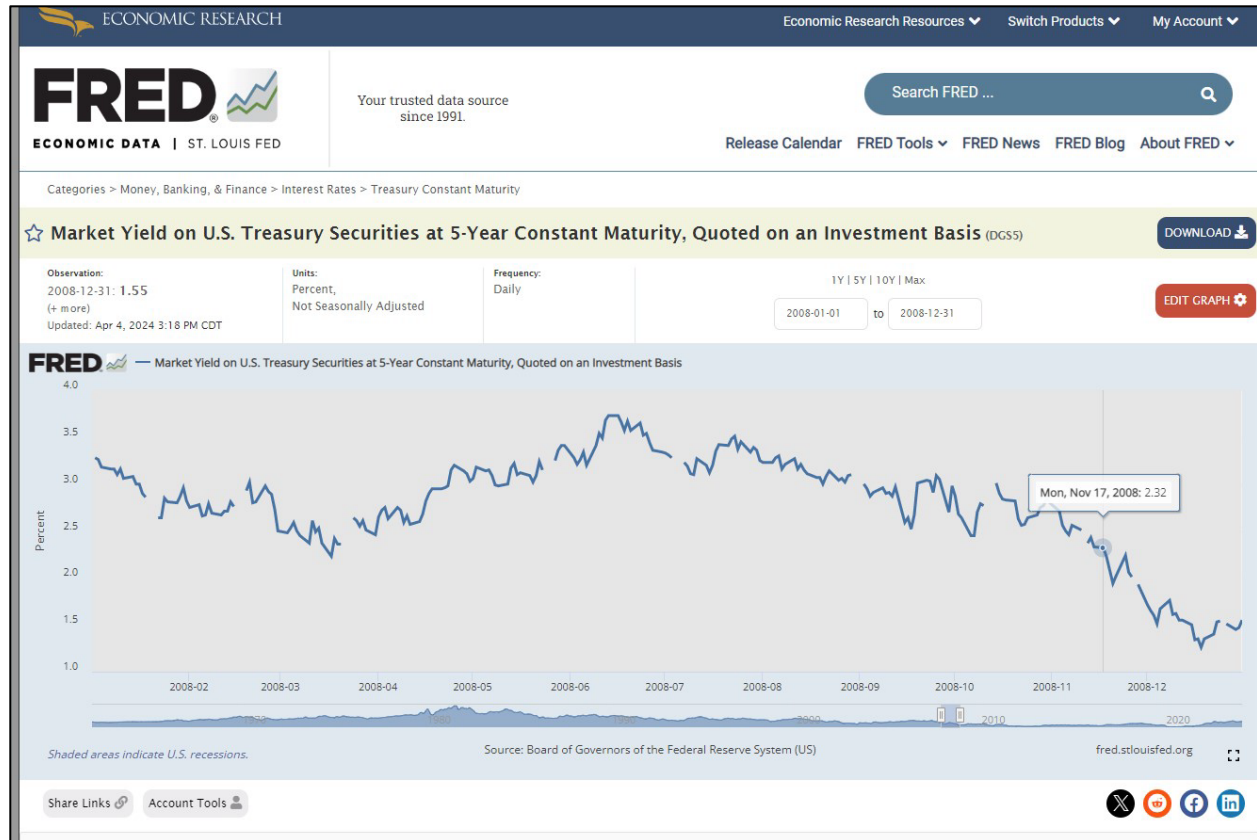 ECONOMIC RESEARCH
Economic Research Resources
Switch Products
My Account
FRED
ECONOMIC DATA | ST. LOUIS FED
Your trusted data source
since 1991.
Search FRED ...
Release Calendar
FRED Tools
FRED News
FRED Blog
About FRED
Categories > Money, Banking, & Finance > Interest Rates > Treasury Constant Maturity
Market Yield on U.S. Treasury Securities at 5-Year Constant Maturity, Quoted on an Investment Basis (DGS5)
DOWNLOAD
Observation:
2008-12-31: 1.55
(+ more)
Updated: Apr 4, 2024 3:18 PM CDT
Units:
Percent,
Not Seasonally Adjusted
Frequency:
Daily
1Y | 5Y | 10Y | Max
2008-01-01 to 2008-12-31
EDIT GRAPH
FRED
Market Yield on U.S. Treasury Securities at 5-Year Constant Maturity, Quoted on an Investment Basis
4.0
3.5
3.0
2.5
2.0
1.5
1.0
Percent
Mon, Nov 17, 2008: 2.32
2008-02
2008-03
2008-04
2008-05
2008-06
2008-07
2008-08
2008-09
2008-10
2008-11
2008-12
2010
2020
Shaded areas indicate U.S. recessions.
Source: Board of Governors of the Federal Reserve System (US)
fred.stlouisfed.org
Share Links
Account Tools